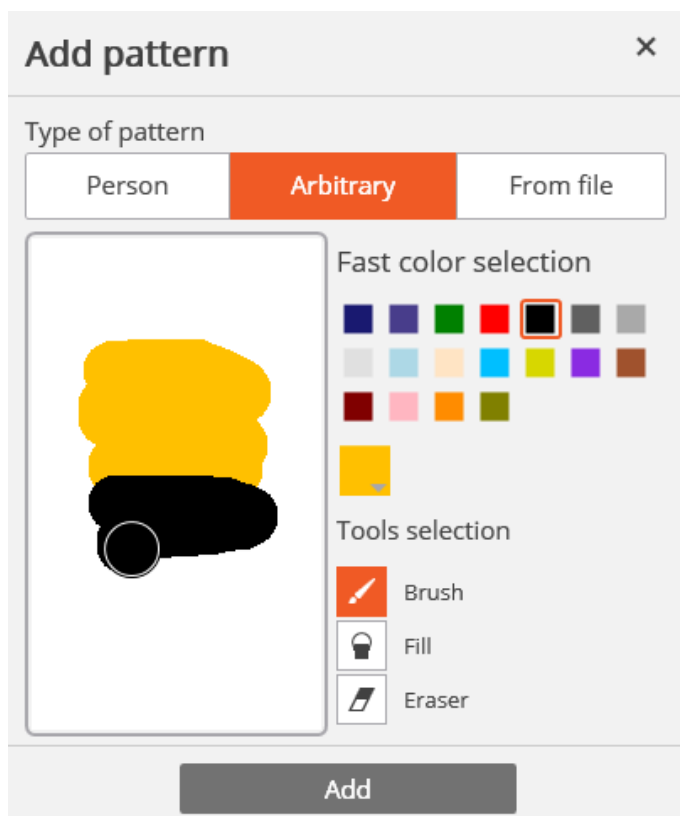 Add pattern
Type of pattern
Person
Arbitrary
From file
Fast color selection
Tools selection
Brush
Fill
Eraser
Add